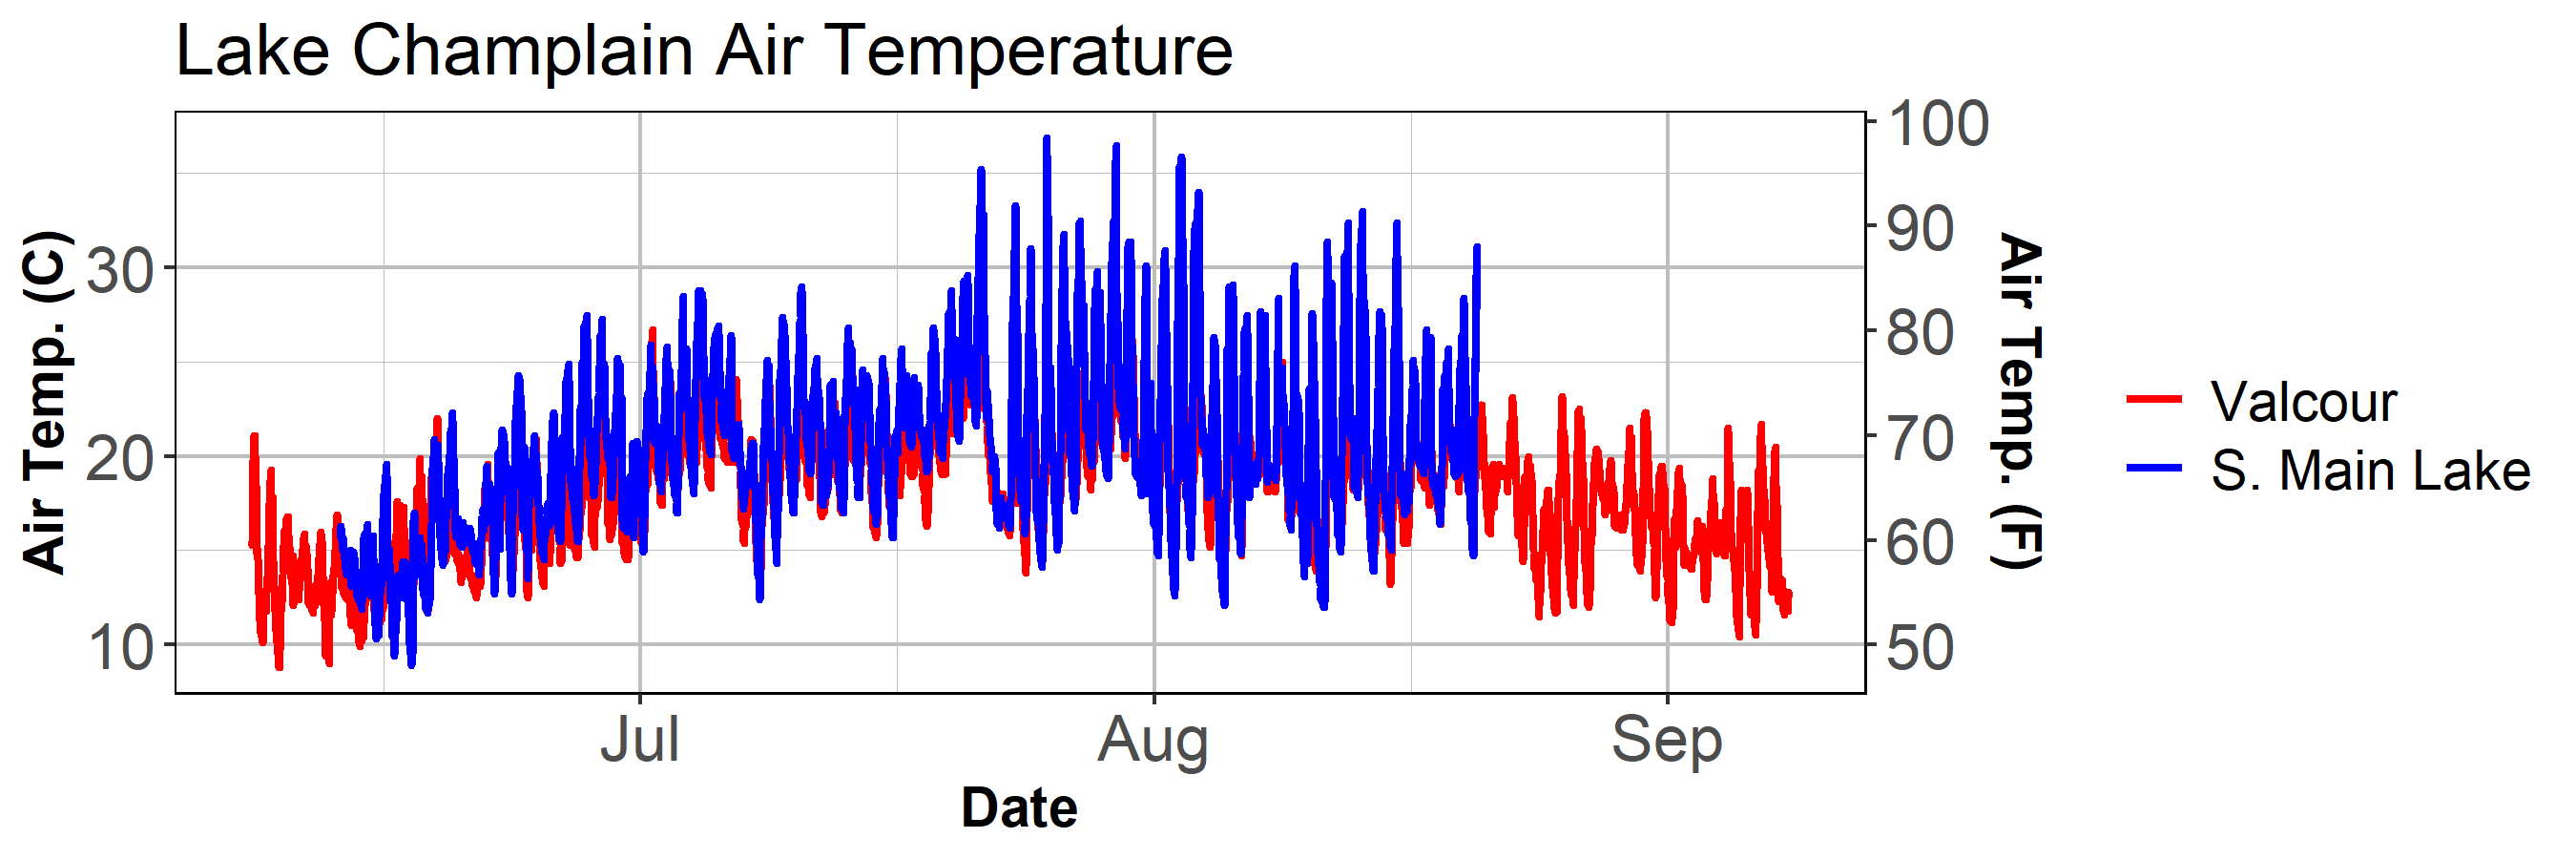 Lake Champlain Air Temperature
Air Temp. (C)
30
20
10
100
90
80
70
60
50
Air Temp. (F)
Jul
Aug
Sep
Date
Valcour
S. Main Lake